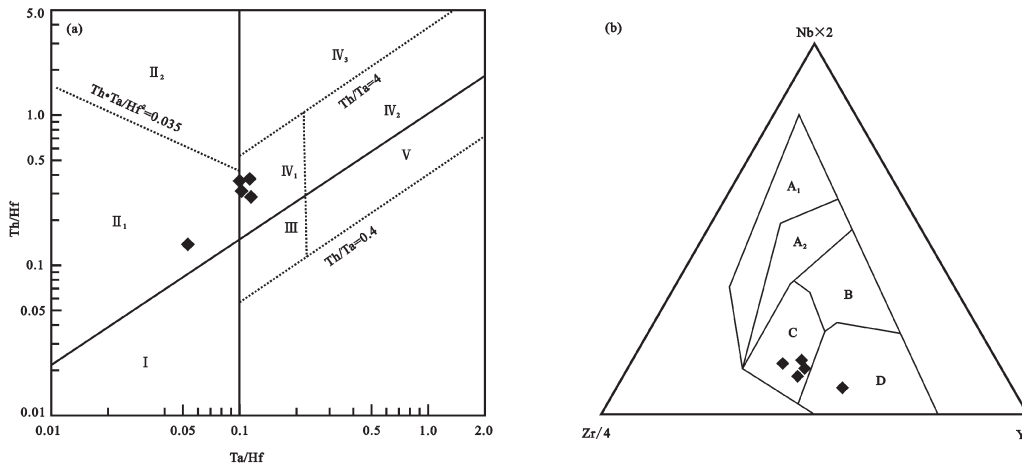 (a)
5.0
1.0
0.5
0.1
0.05
0.01
Th/Hf
0.01
0.05
0.1
0.5
1.0
2.0
Ta/Hf
Ⅱ₂
Th•Ta/Hf²=0.035
Ⅱ₁
Ⅰ
Ⅳ₃
Th/Ta=4
Ⅳ₂
Ⅳ₁
Ⅴ
Ⅲ
Th/Ta=0.4
(b)
Nb×2
A₁
A₂
B
C
D
Zr/4
Y